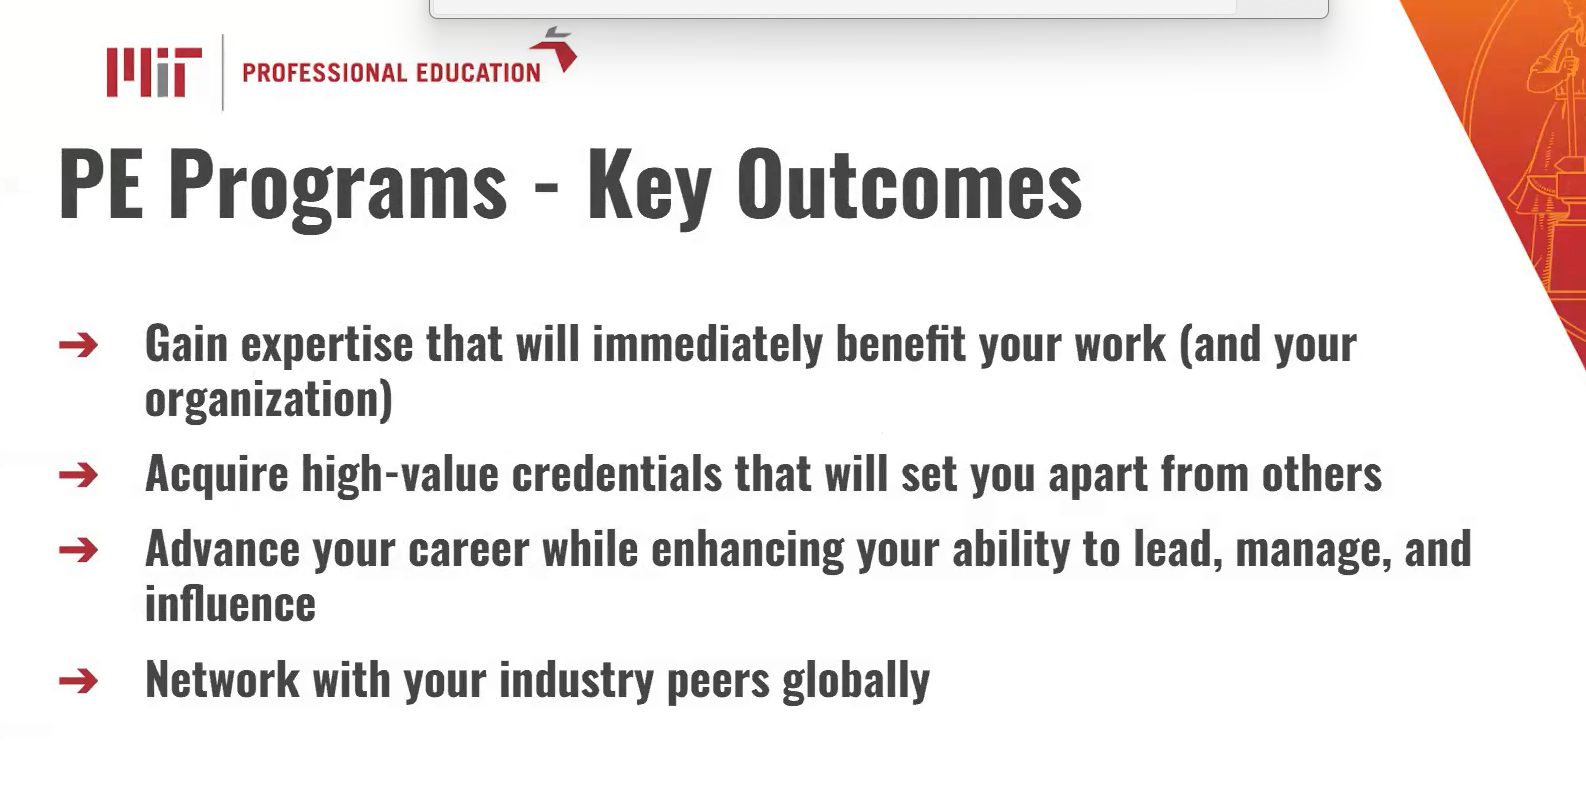 MIT PROFESSIONAL EDUCATION
PE Programs - Key Outcomes
➔ Gain expertise that will immediately benefit your work (and your
organization)
➔ Acquire high-value credentials that will set you apart from others
➔ Advance your career while enhancing your ability to lead, manage, and
influence
➔ Network with your industry peers globally